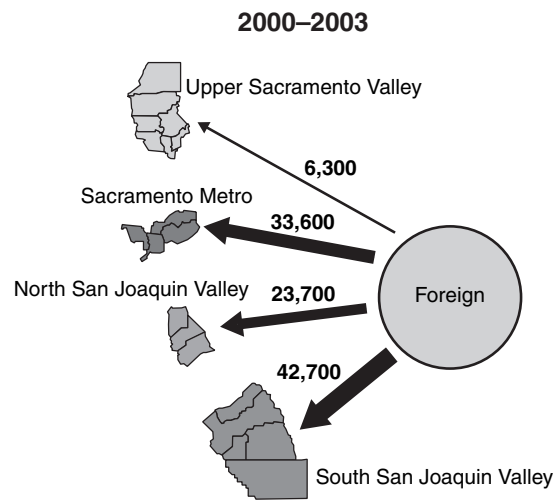 2000–2003
Upper Sacramento Valley
6,300
Sacramento Metro
33,600
North San Joaquin Valley
23,700
Foreign
42,700
South San Joaquin Valley